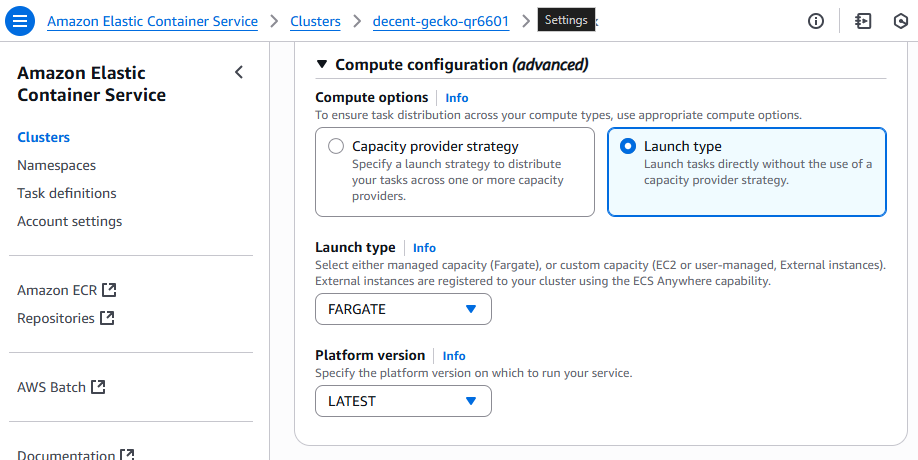 Amazon Elastic Container Service > Clusters > decent-gecko-qr6601 > Settings
Amazon Elastic
Container Service
Clusters
Namespaces
Task definitions
Account settings
Amazon ECR
Repositories
AWS Batch
Documentation
Compute configuration (advanced)
Compute options | Info
To ensure task distribution across your compute types, use appropriate compute options.
Capacity provider strategy
Specify a launch strategy to distribute
your tasks across one or more capacity
providers.
Launch type
Launch tasks directly without the use of a
capacity provider strategy.
Launch type | Info
Select either managed capacity (Fargate), or custom capacity (EC2 or user-managed, External instances).
External instances are registered to your cluster using the ECS Anywhere capability.
FARGATE
Platform version | Info
Specify the platform version on which to run your service.
LATEST